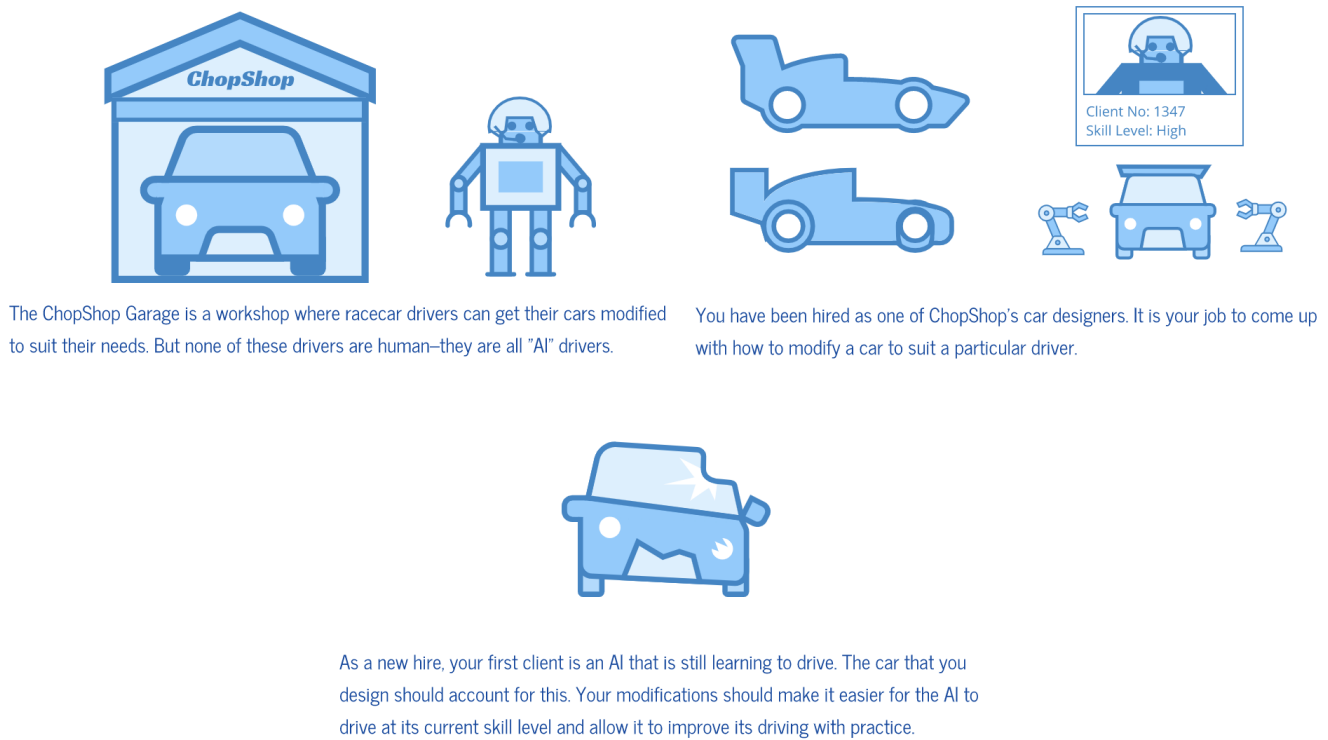 ChopShop
The ChopShop Garage is a workshop where racecar drivers can get their cars modified
to suit their needs. But none of these drivers are human—they are all "AI" drivers.
Client No: 1347
Skill Level: High
You have been hired as one of ChopShop's car designers. It is your job to come up
with how to modify a car to suit a particular driver.
As a new hire, your first client is an AI that is still learning to drive. The car that you
design should account for this. Your modifications should make it easier for the AI to
drive at its current skill level and allow it to improve its driving with practice.